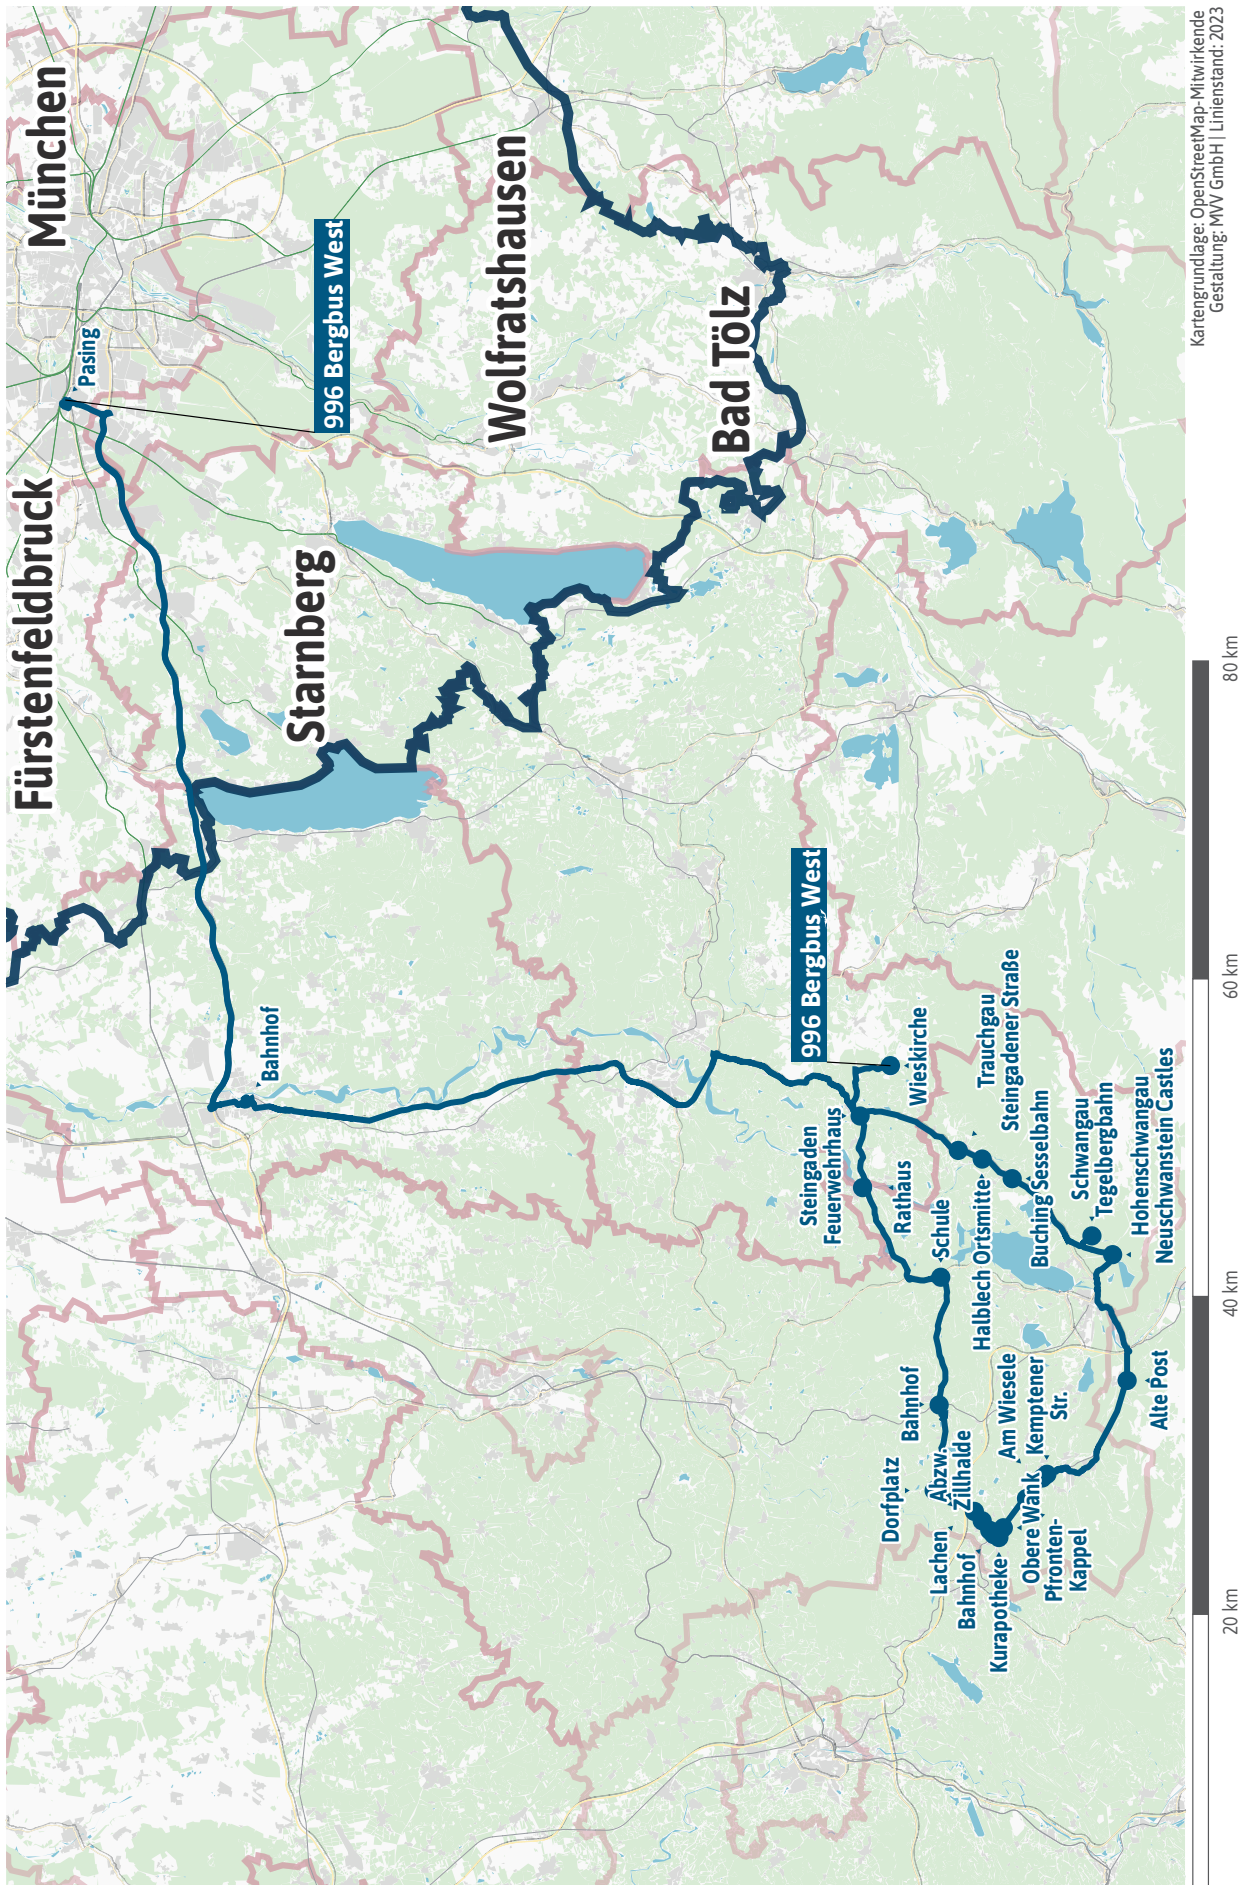 München
Pasing
996 Bergbus West
Fürstenfeldbruck
Wolfratshausen
Starnberg
Bad Tölz
Bahnhof
996 Bergbus West
Wieskirche
Steingaden
Feuerwehrhaus
Trauchgau
Steingadener Straße
Rathaus
Schule
Halblech Ortsmitte
Buching Sesselbahn
Schwangau
Tegelbergbahn
Hohenschwangau
Neuschwanstein Castles
Bahnhof
Dorfplatz
Abzw.
Zillhalde
Am Wiesele
Kemptener
Str.
Alte Post
Lachen
Bahnhof
Kurapotheke
Obere Wank
Pfronten-
Kappel
20 km
40 km
60 km
80 km
Kartengrundlage: OpenStreetMap-Mitwirkende
Gestaltung: MVV GmbH | Linienstand: 2023